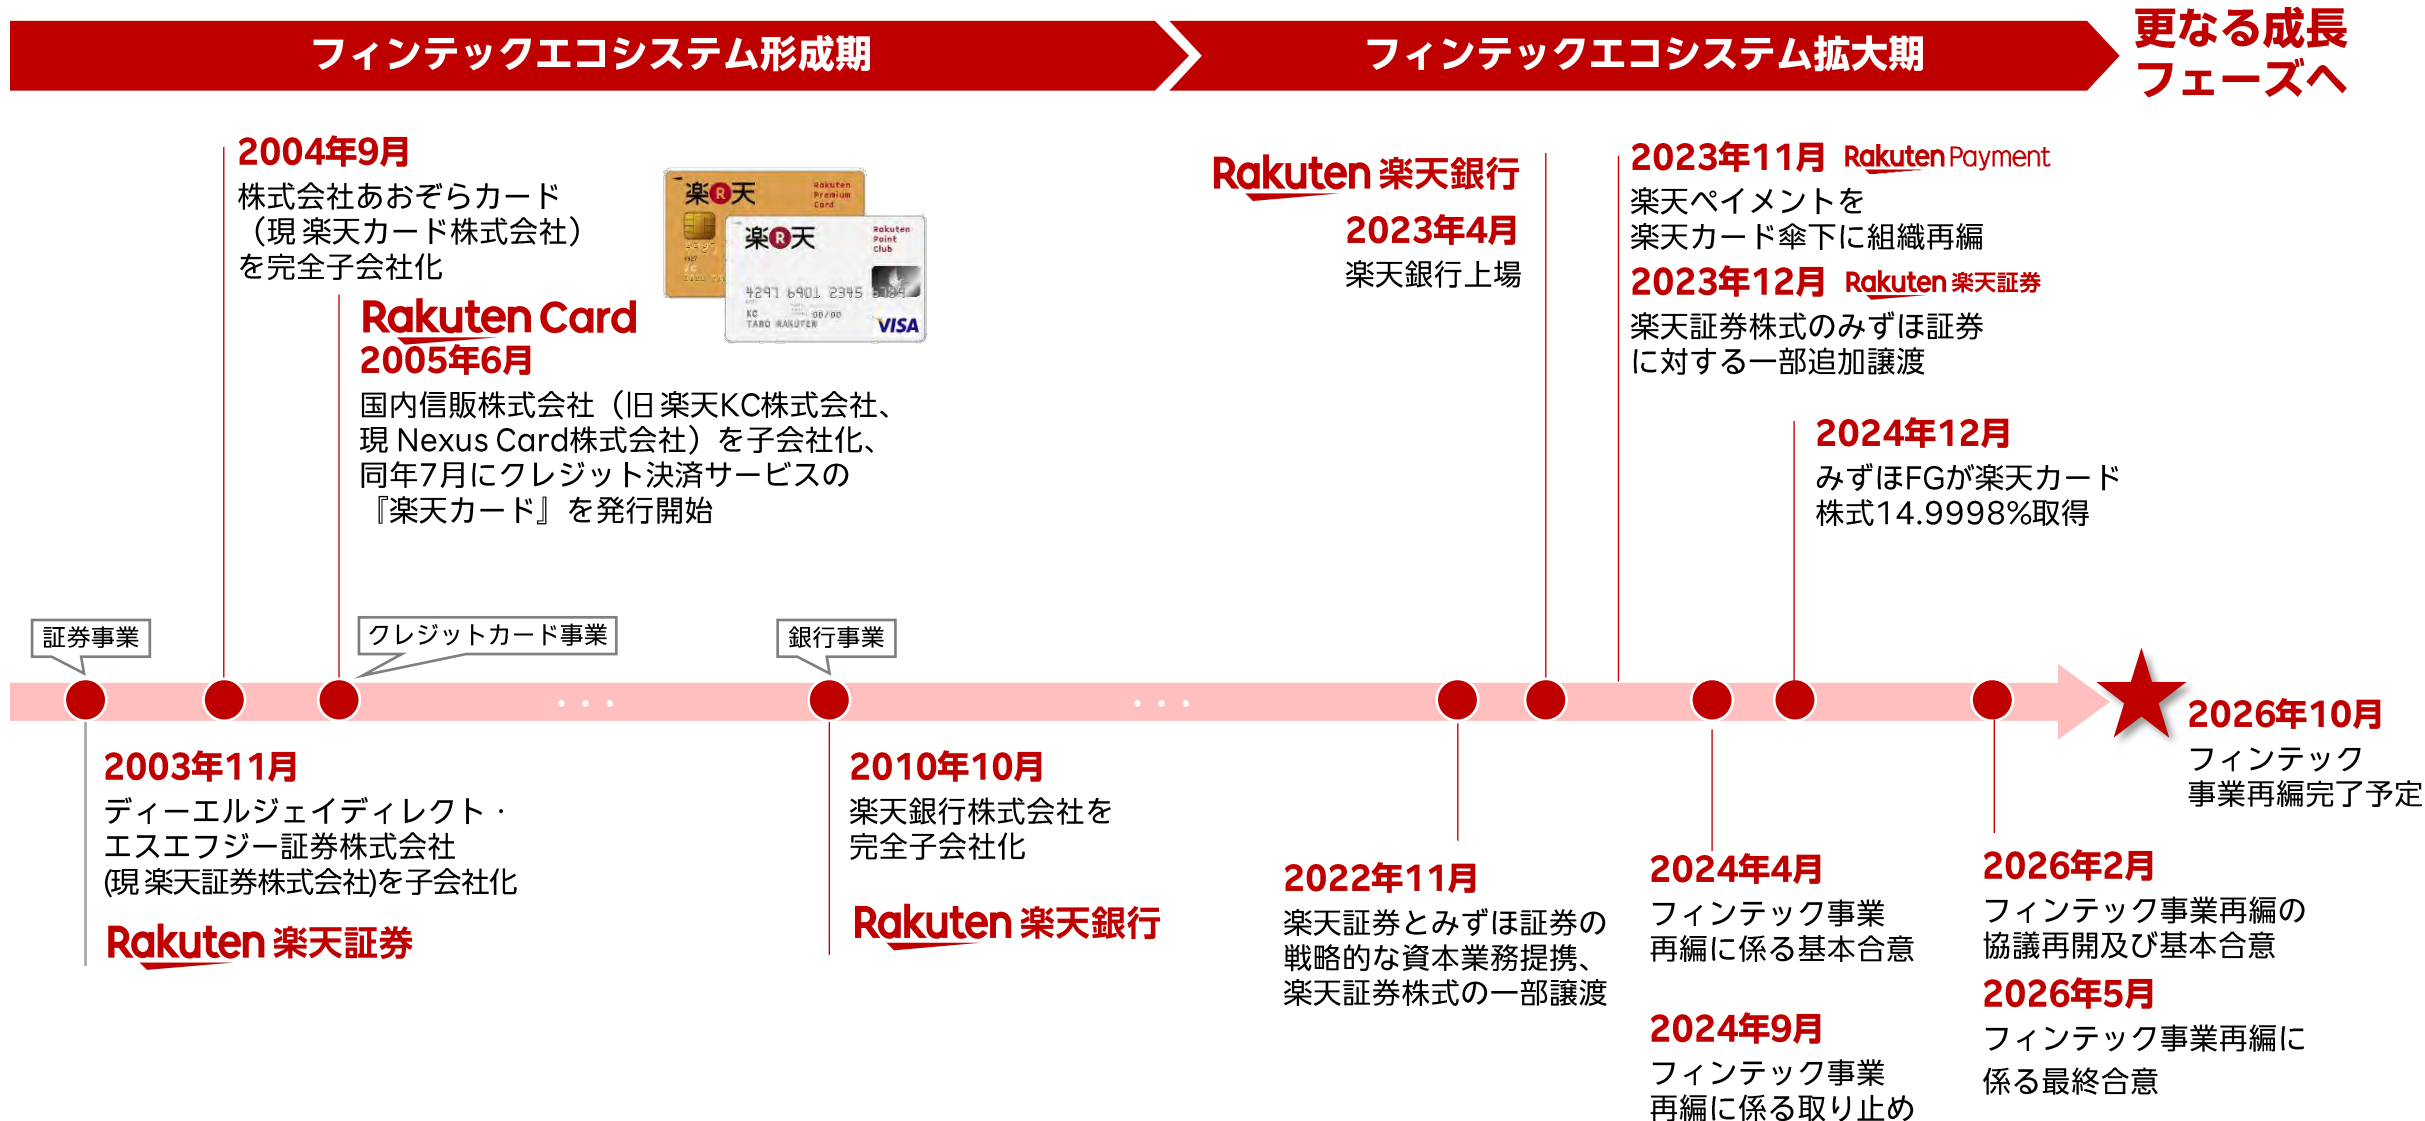 フィンテックエコシステム形成期
フィンテックエコシステム拡大期
更なる成長
フェーズへ
2004年9月
株式会社あおぞらカード
（現 楽天カード株式会社）
を完全子会社化
Rakuten Card
2005年6月
国内信販株式会社（旧 楽天KC株式会社、
現 Nexus Card株式会社）を子会社化、
同年7月にクレジット決済サービスの
『楽天カード』を発行開始
楽R天
Rakuten
Premium
Card
楽R天
Rakuten
Point
Club
4297 6901 2345
KC
00/00
TARO RAKUTEN
VISA
Rakuten 楽天銀行
2023年4月
楽天銀行上場
2023年11月 Rakuten Payment
楽天ペイメントを
楽天カード傘下に組織再編
2023年12月 Rakuten 楽天証券
楽天証券株式のみずほ証券
に対する一部追加譲渡
2024年12月
みずほFGが楽天カード
株式14.9998%取得
証券事業
クレジットカード事業
銀行事業
...
...
2003年11月
ディーエルジェイディレクト・
エスエフジー証券株式会社
(現 楽天証券株式会社)を子会社化
Rakuten 楽天証券
2010年10月
楽天銀行株式会社を
完全子会社化
Rakuten 楽天銀行
2022年11月
楽天証券とみずほ証券の
戦略的な資本業務提携、
楽天証券株式の一部譲渡
2024年4月
フィンテック事業
再編に係る基本合意
2024年9月
フィンテック事業
再編に係る取り止め
2026年2月
フィンテック事業再編の
協議再開及び基本合意
2026年5月
フィンテック事業再編に
係る最終合意
2026年10月
フィンテック
事業再編完了予定